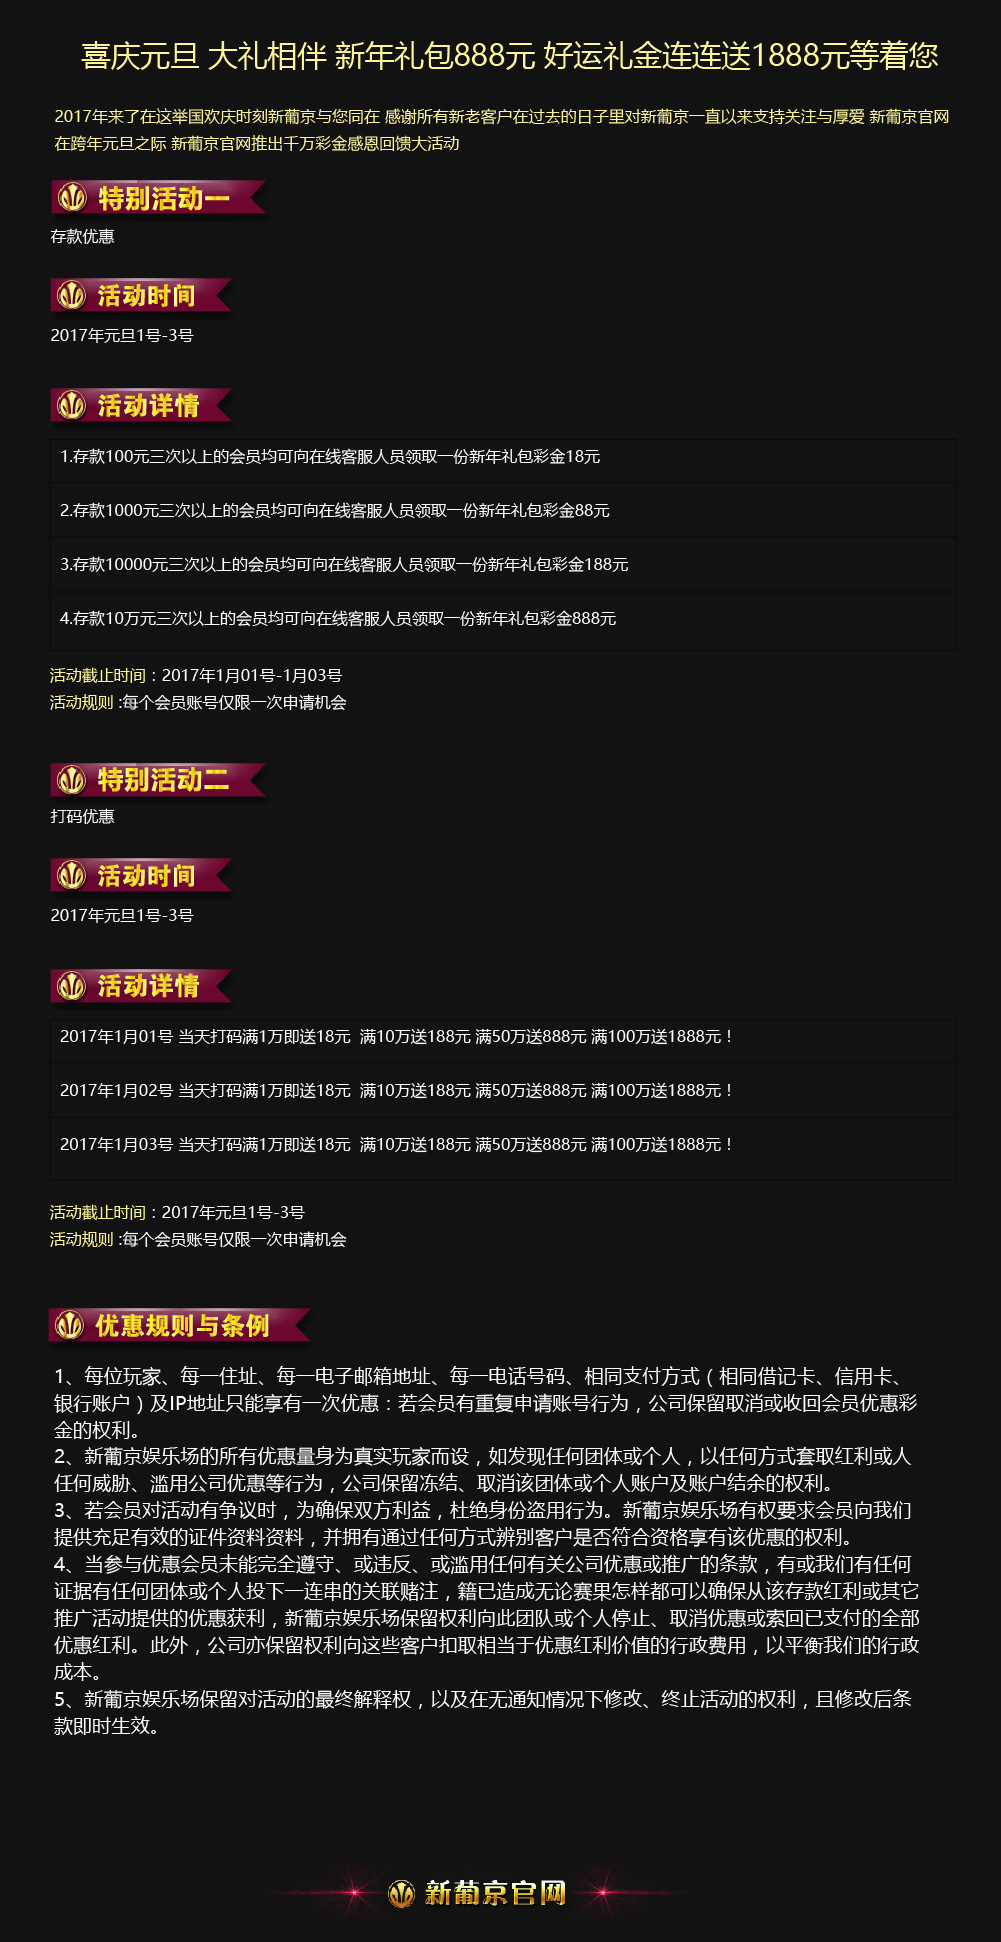 喜庆元旦 大礼相伴 新年礼包888元 好运礼金连连送1888元等着您
2017年来了在这举国欢庆时刻新葡京与您同在 感谢所有新老客户在过去的日子里对新葡京一直以来支持关注与厚爱 新葡京官网
在跨年元旦之际 新葡京官网推出千万彩金感恩回馈大活动
特别活动一
存款优惠
活动时间
2017年元旦1号-3号
活动详情
1.存款100元三次以上的会员均可向在线客服人员领取一份新年礼包彩金18元
2.存款1000元三次以上的会员均可向在线客服人员领取一份新年礼包彩金88元
3.存款10000元三次以上的会员均可向在线客服人员领取一份新年礼包彩金188元
4.存款10万元三次以上的会员均可向在线客服人员领取一份新年礼包彩金888元
活动截止时间：2017年1月01号-1月03号
活动规则 :每个会员账号仅限一次申请机会
特别活动二
打码优惠
活动时间
2017年元旦1号-3号
活动详情
2017年1月01号 当天打码满1万即送18元  满10万送188元 满50万送888元 满100万送1888元！
2017年1月02号 当天打码满1万即送18元  满10万送188元 满50万送888元 满100万送1888元！
2017年1月03号 当天打码满1万即送18元  满10万送188元 满50万送888元 满100万送1888元！
活动截止时间：2017年元旦1号-3号
活动规则 :每个会员账号仅限一次申请机会
优惠规则与条例
1、每位玩家、每一住址、每一电子邮箱地址、每一电话号码、相同支付方式（相同借记卡、信用卡、
银行账户）及IP地址只能享有一次优惠：若会员有重复申请账号行为，公司保留取消或收回会员优惠彩
金的权利。
2、新葡京娱乐场的所有优惠量身为真实玩家而设，如发现任何团体或个人，以任何方式套取红利或人
任何威胁、滥用公司优惠等行为，公司保留冻结、取消该团体或个人账户及账户结余的权利。
3、若会员对活动有争议时，为确保双方利益，杜绝身份盗用行为。新葡京娱乐场有权要求会员向我们
提供充足有效的证件资料资料，并拥有通过任何方式辨别客户是否符合资格享有该优惠的权利。
4、当参与优惠会员未能完全遵守、或违反、或滥用任何有关公司优惠或推广的条款，有或我们有任何
证据有任何团体或个人投下一连串的关联赌注，籍已造成无论赛里怎样都可以确保从该存款红利或其它
推广活动提供的优惠获利，新葡京娱乐场保留权利向此团队或个人停止、取消优惠或索回已支付的全部
优惠红利。此外，公司亦保留权利向这些客户扣取相当于优惠红利价值的行政费用，以平衡我们的行政
成本。
5、新葡京娱乐场保留对活动的最终解释权，以及在无通知情况下修改、终止活动的权利，且修改后条
款即时生效。
新葡京官网